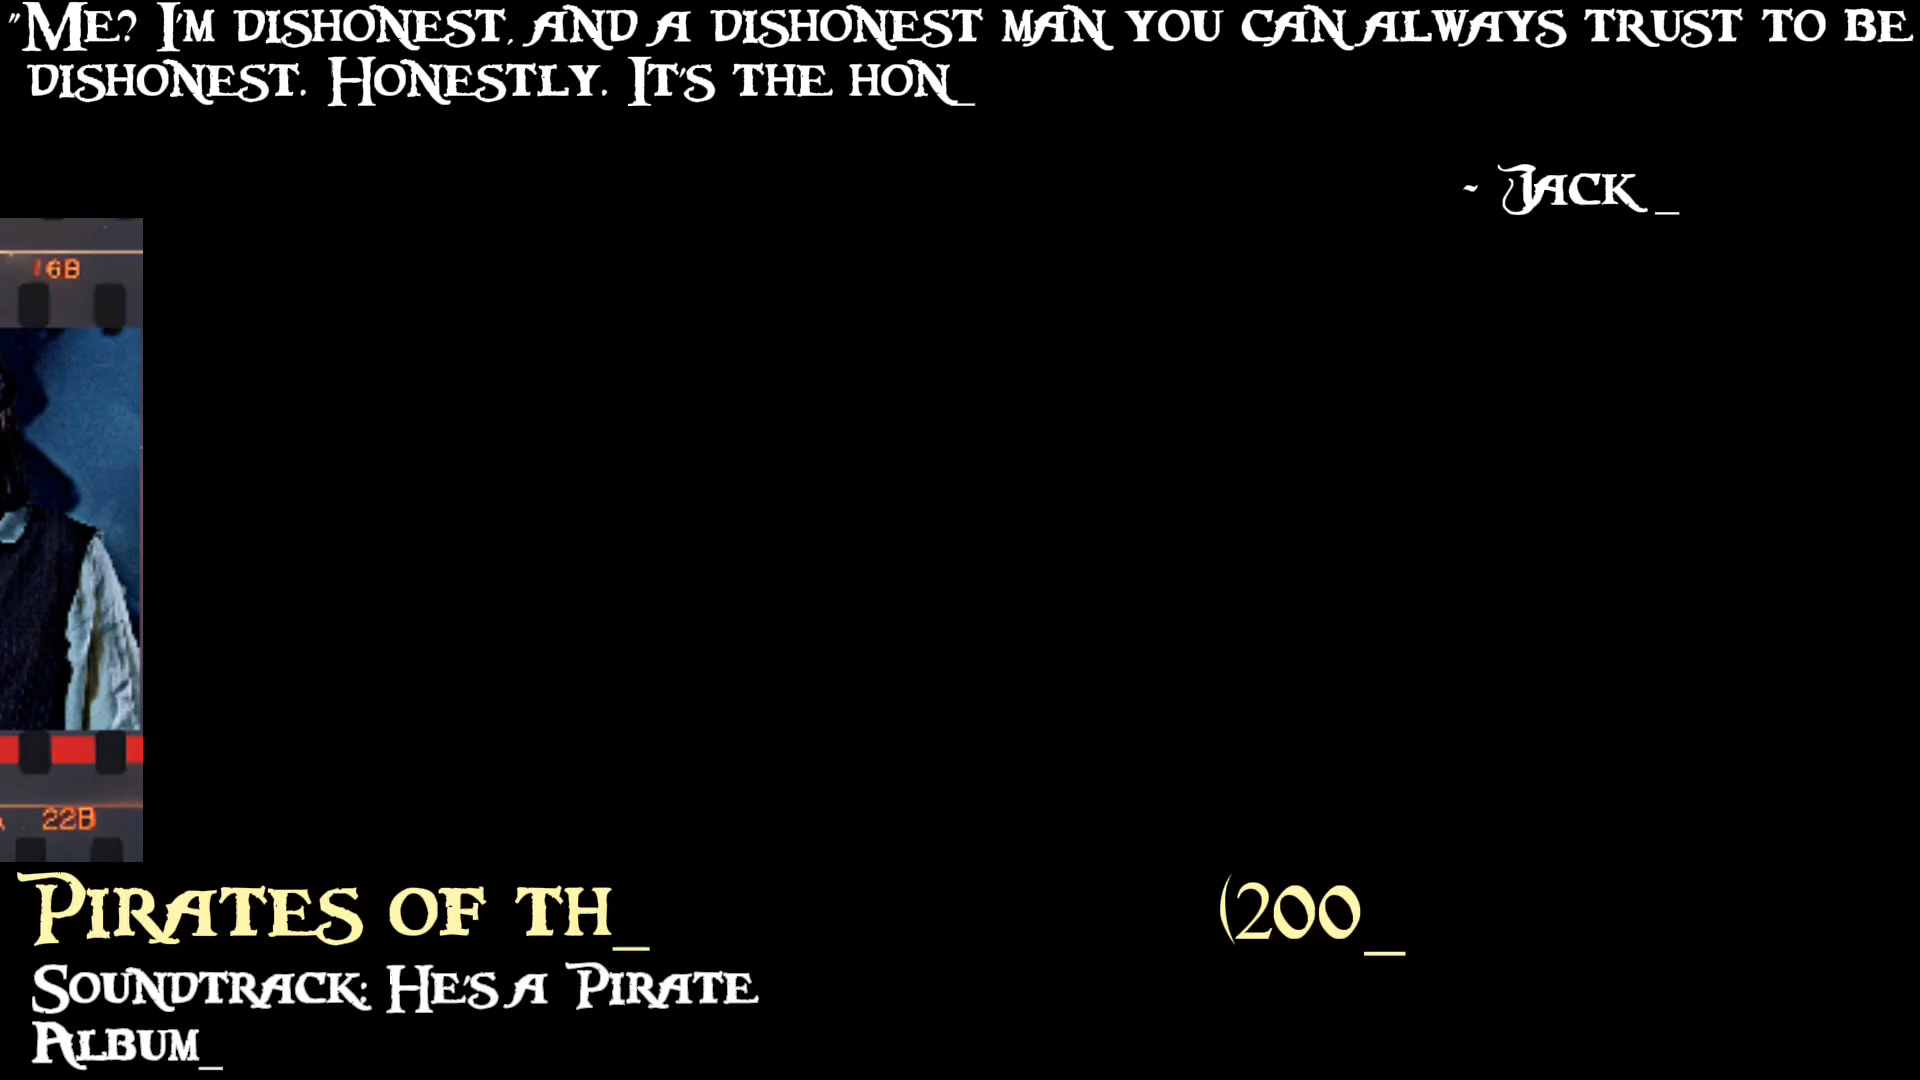 "Me? I'm dishonest, and a dishonest man you can always trust to be
dishonest. Honestly. It's the hon_
- Jack _
16B
22B
Pirates of th_
(200_
Soundtrack: He's a Pirate
Album_